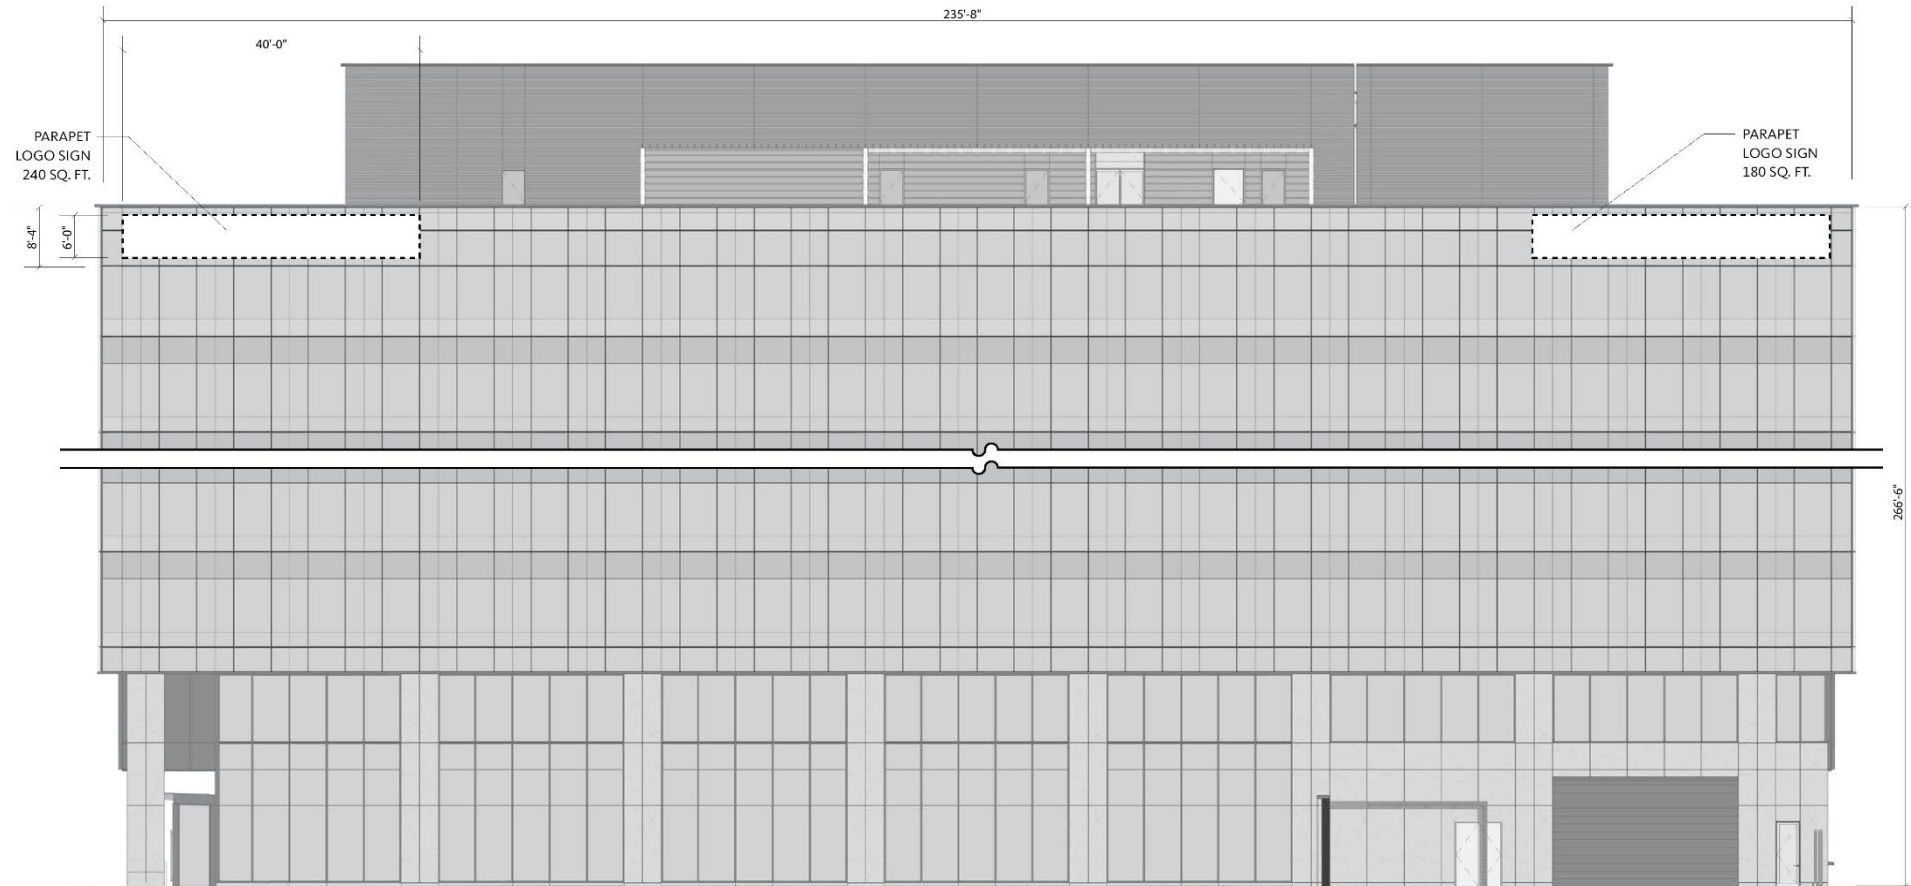 235'-8"
40'-0"
PARAPET
LOGO SIGN
240 SQ. FT.
PARAPET
LOGO SIGN
180 SQ. FT.
8'-4"
6'-0"
266'-6"